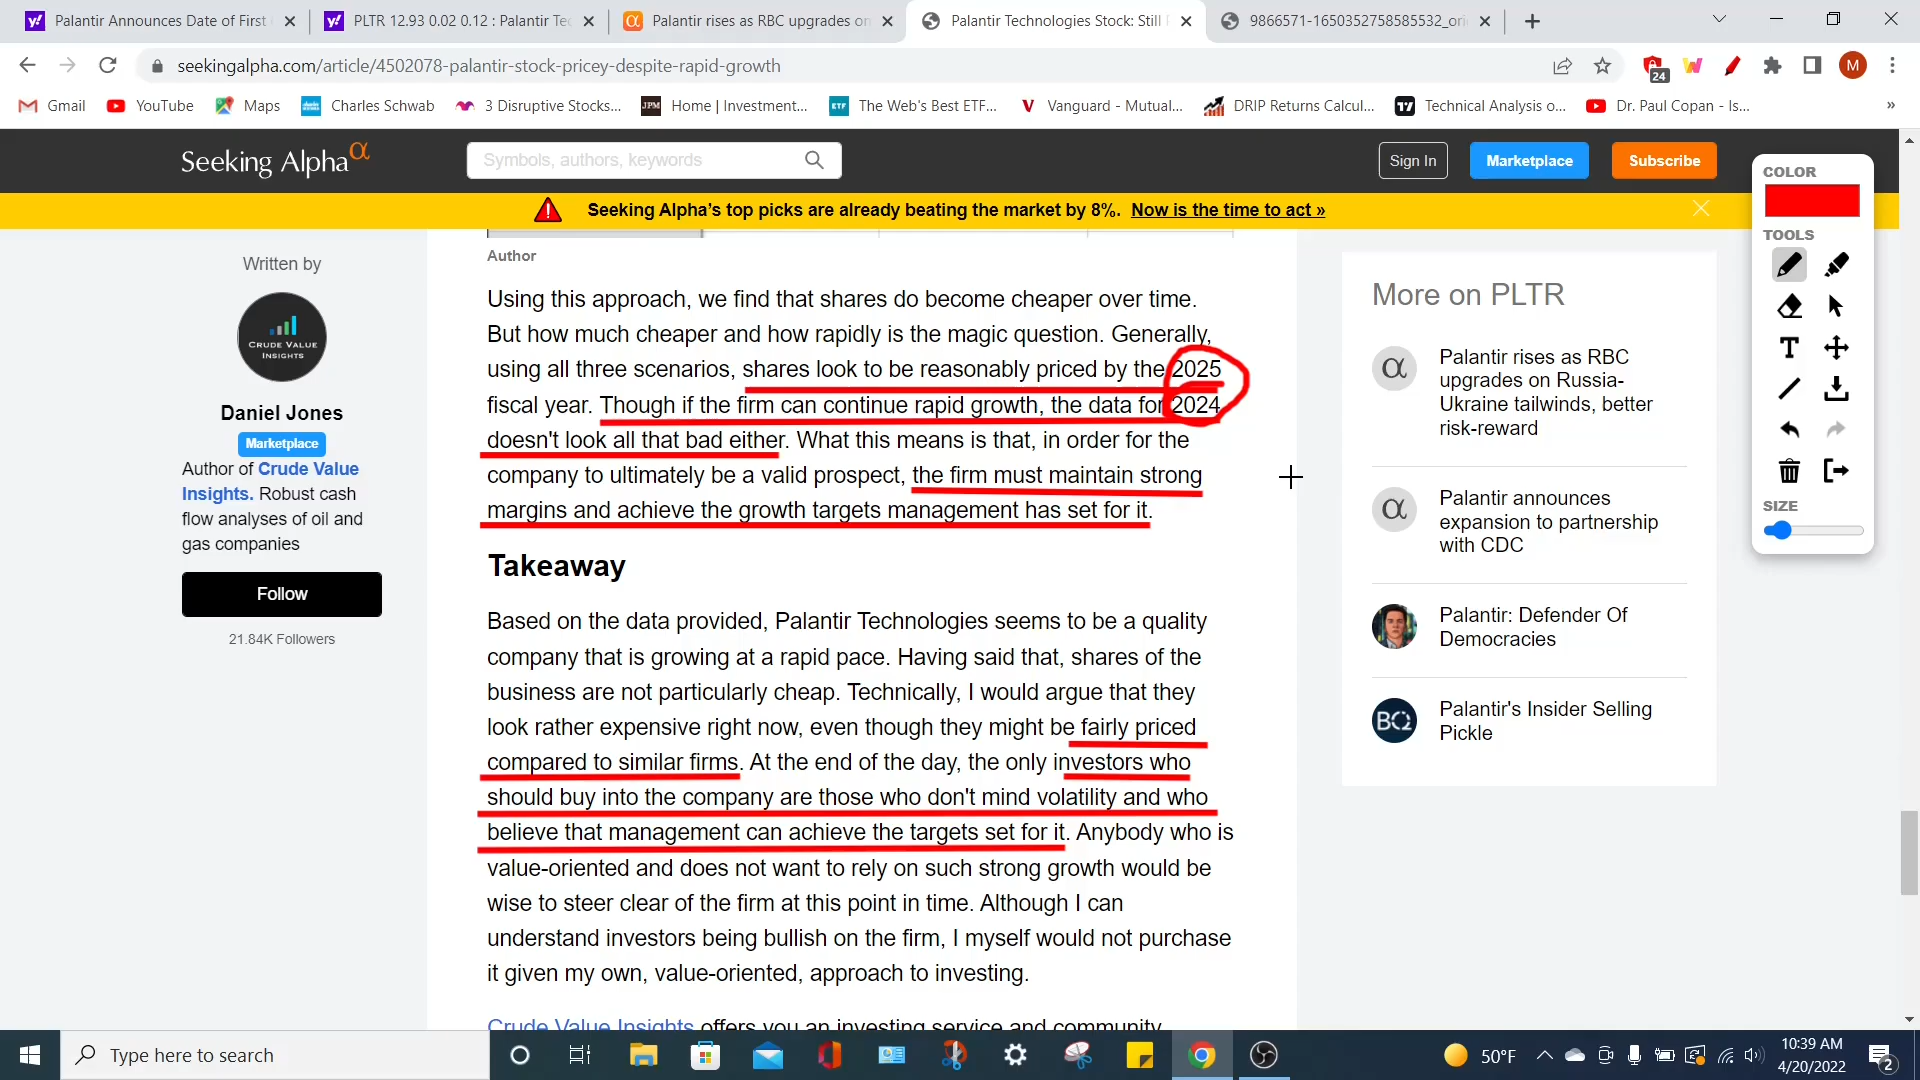 Palantir Announces Date of First
PLTR 12.93 0.02 0.12 : Palantir Tec
Palantir rises as RBC upgrades on
Palantir Technologies Stock: Still
9866571-1650352758585532_ori
seekingalpha.com/article/4502078-palantir-stock-pricey-despite-rapid-growth
24
M
Gmail
YouTube
Maps
Charles Schwab
3 Disruptive Stocks...
JPM
Home | Investment...
ETF
The Web's Best ETF...
Vanguard - Mutual...
DRIP Returns Calcul...
Technical Analysis o...
Dr. Paul Copan - Is...
»
Seeking Alpha α
Symbols, authors, keywords
Sign In
Marketplace
Subscribe
Seeking Alpha’s top picks are already beating the market by 8%. Now is the time to act »
COLOR
TOOLS
SIZE
Written by
CRUDE VALUE
INSIGHTS
Daniel Jones
Marketplace
Author of Crude Value
Insights. Robust cash
flow analyses of oil and
gas companies
Follow
21.84K Followers
Author
Using this approach, we find that shares do become cheaper over time.
But how much cheaper and how rapidly is the magic question. Generally,
using all three scenarios, shares look to be reasonably priced by the 2025
fiscal year. Though if the firm can continue rapid growth, the data for 2024
doesn't look all that bad either. What this means is that, in order for the
company to ultimately be a valid prospect, the firm must maintain strong
margins and achieve the growth targets management has set for it.
Takeaway
Based on the data provided, Palantir Technologies seems to be a quality
company that is growing at a rapid pace. Having said that, shares of the
business are not particularly cheap. Technically, I would argue that they
look rather expensive right now, even though they might be fairly priced
compared to similar firms. At the end of the day, the only investors who
should buy into the company are those who don't mind volatility and who
believe that management can achieve the targets set for it. Anybody who is
value-oriented and does not want to rely on such strong growth would be
wise to steer clear of the firm at this point in time. Although I can
understand investors being bullish on the firm, I myself would not purchase
it given my own, value-oriented, approach to investing.
Crude Value Insights offers you an investing service and community
More on PLTR
α
Palantir rises as RBC
upgrades on Russia-
Ukraine tailwinds, better
risk-reward
α
Palantir announces
expansion to partnership
with CDC
Palantir: Defender Of
Democracies
Palantir's Insider Selling
Pickle
Type here to search
50°F
10:39 AM
4/20/2022
2